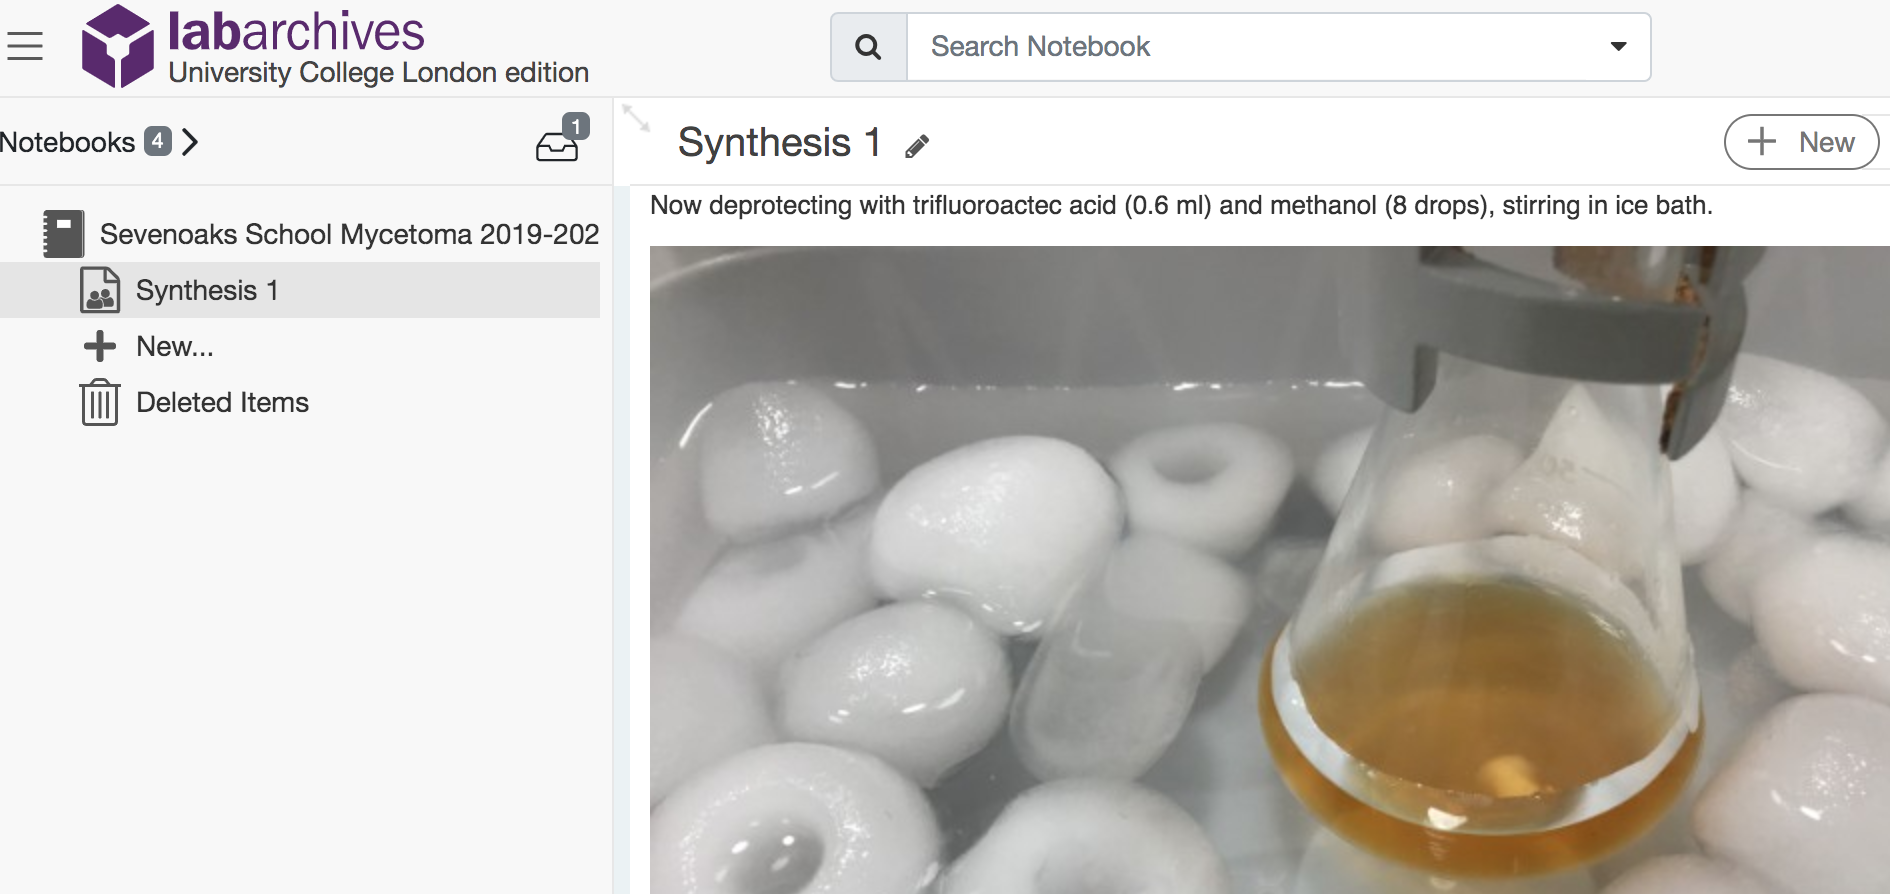 labarchives
University College London edition
Search Notebook
Notebooks 4
1
Synthesis 1
New
Sevenoaks School Mycetoma 2019-202
Synthesis 1
New...
Deleted Items
Now deprotecting with trifluoroactec acid (0.6 ml) and methanol (8 drops), stirring in ice bath.
50